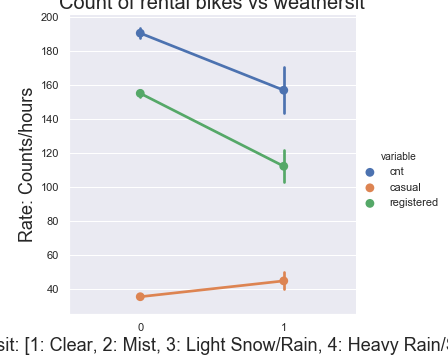 Count of rental bikes vs weathersit
200
180
160
140
120
100
80
60
40
Rate: Counts/hours
0 1
sit: [1: Clear, 2: Mist, 3: Light Snow/Rain, 4: Heavy Rain/
variable
cnt
casual
registered